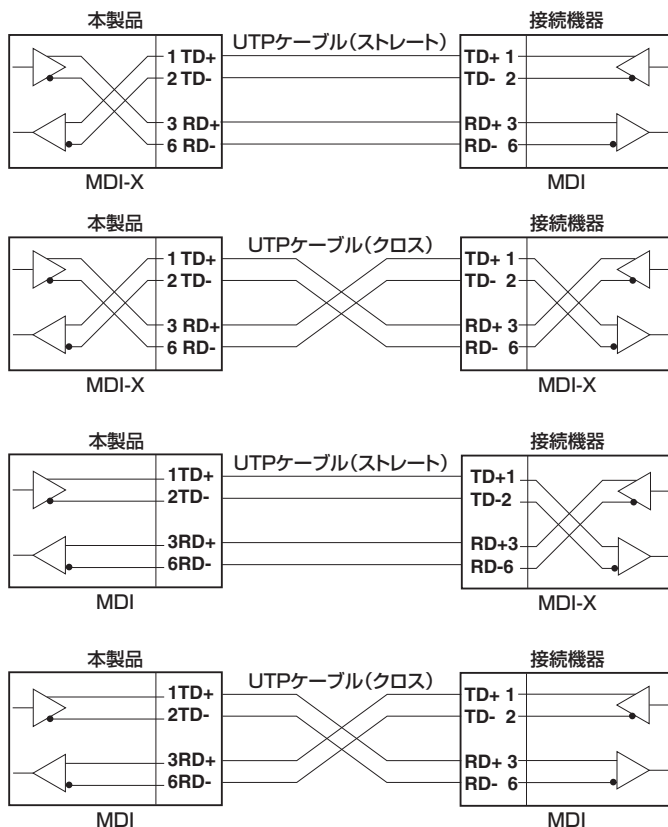 本製品 接続機器
UTPケーブル(ストレート)
1 TD+ TD+ 1
2 TD- TD- 2
3 RD+ RD+ 3
6 RD- RD- 6
MDI-X MDI
本製品 接続機器
UTPケーブル(クロス)
1 TD+ TD+ 1
2 TD- TD- 2
3 RD+ RD+ 3
6 RD- RD- 6
MDI-X MDI-X
本製品 接続機器
UTPケーブル(ストレート)
1TD+ TD+1
2TD- TD-2
3RD+ RD+3
6RD- RD-6
MDI MDI-X
本製品 接続機器
UTPケーブル(クロス)
1TD+ TD+ 1
2TD- TD- 2
3RD+ RD+ 3
6RD- RD- 6
MDI MDI